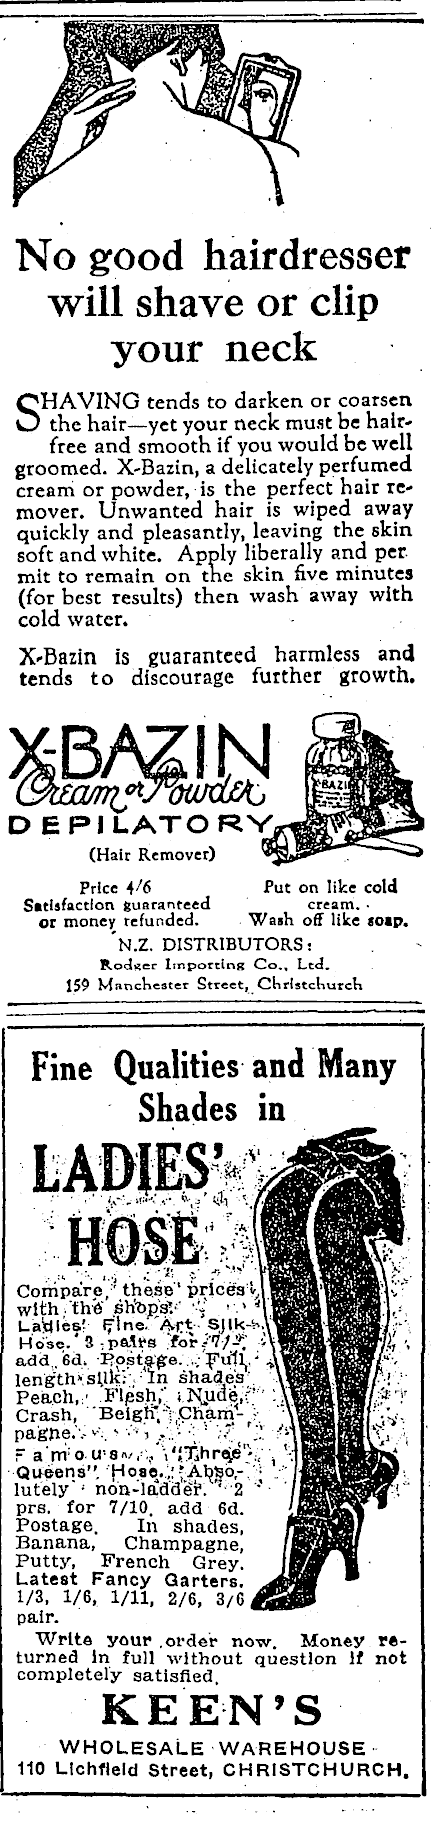 No good hairdresser
will shave or clip
your neck
SHAVING tends to darken or coarsen
the hair—yet your neck must be hair-
free and smooth if you would be well
groomed. X-Bazin, a delicately perfumed
cream or powder, is the perfect hair re-
mover. Unwanted hair is wiped away
quickly and pleasantly, leaving the skin
soft and white. Apply liberally and per
mit to remain on the skin five minutes
(for best results) then wash away with
cold water.
X-Bazin is guaranteed harmless and
tends to discourage further growth.
X-BAZIN
Cream or Powder
DEPILATORY
(Hair Remover)
X-BAZIN
Price 4/6
Satisfaction guaranteed
or money refunded.
Put on like cold
cream.
Wash off like soap.
N.Z. DISTRIBUTORS:
Rodger Importing Co., Ltd.
159 Manchester Street, Christchurch
Fine Qualities and Many
Shades in
LADIES'
HOSE
Compare these prices
with the shops.
Ladies' Fine Art Silk
Hose. 3 pairs for
add 6d. Postage. Full
length silk. In shades
Peach, Flesh, Nude,
Crash, Beigh, Cham-
pagne.
Famous "Three
Queens" Hose. Abso-
lutely non-ladder. 2
prs. for 7/10, add 6d.
Postage. In shades,
Banana, Champagne,
Putty, French Grey.
Latest Fancy Garters.
1/3, 1/6, 1/11, 2/6, 3/6
pair.
Write your order now. Money re-
turned in full without question if not
completely satisfied.
KEEN'S
WHOLESALE WAREHOUSE
110 Lichfield Street, CHRISTCHURCH.